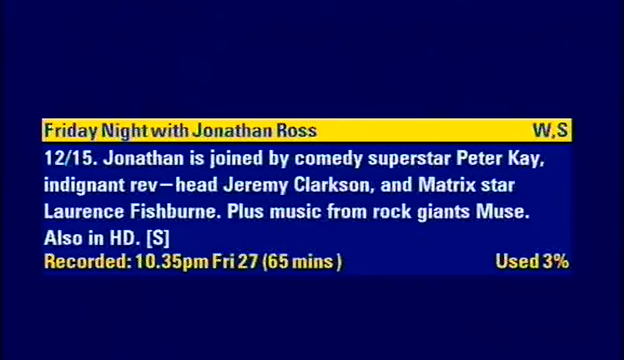 Friday Night with Jonathan Ross W,S
12/15. Jonathan is joined by comedy superstar Peter Kay,
indignant rev-head Jeremy Clarkson, and Matrix star
Laurence Fishburne. Plus music from rock giants Muse.
Also in HD. [S]
Recorded: 10.35pm Fri 27 (65 mins ) Used 3%